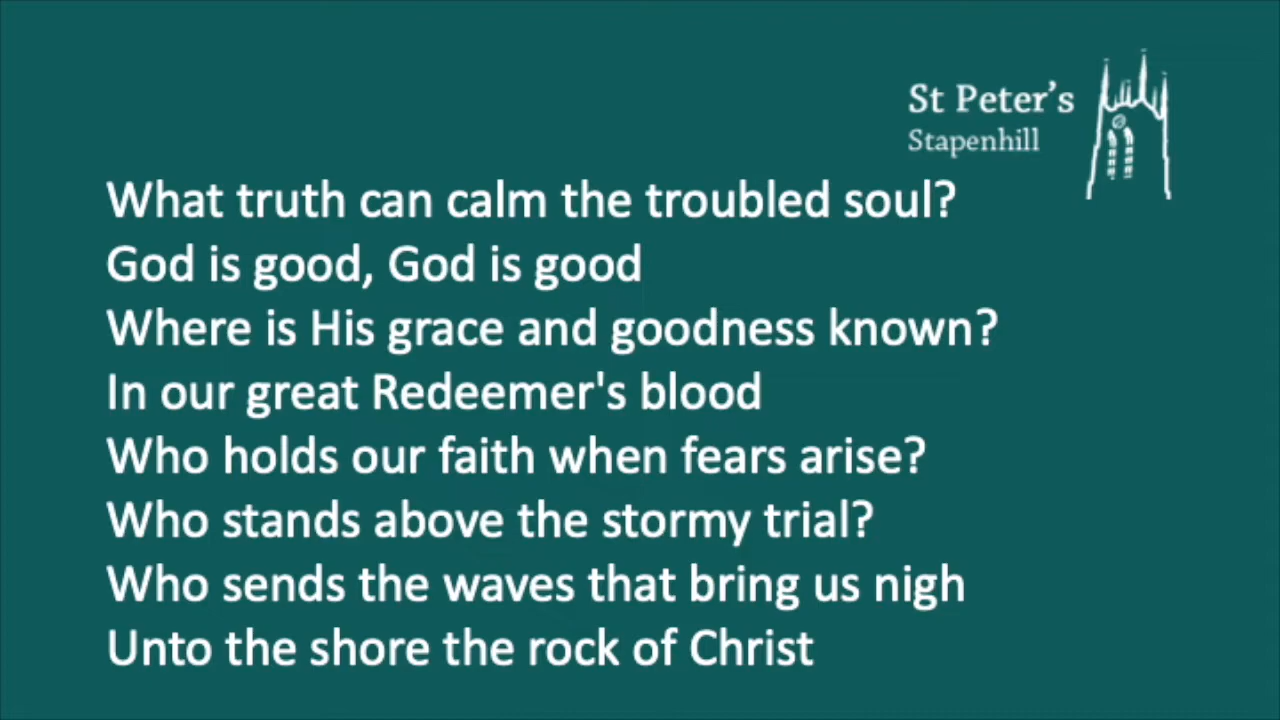 St Peter's
Stapenhill
What truth can calm the troubled soul?
God is good, God is good
Where is His grace and goodness known?
In our great Redeemer's blood
Who holds our faith when fears arise?
Who stands above the stormy trial?
Who sends the waves that bring us nigh
Unto the shore the rock of Christ